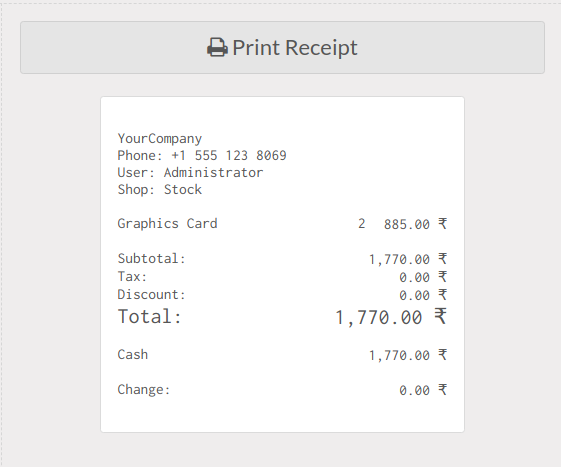 Print Receipt
YourCompany
Phone: +1 555 123 8069
User: Administrator
Shop: Stock
Graphics Card 2 885.00 ₹
Subtotal: 1,770.00 ₹
Tax: 0.00 ₹
Discount: 0.00 ₹
Total: 1,770.00 ₹
Cash 1,770.00 ₹
Change: 0.00 ₹